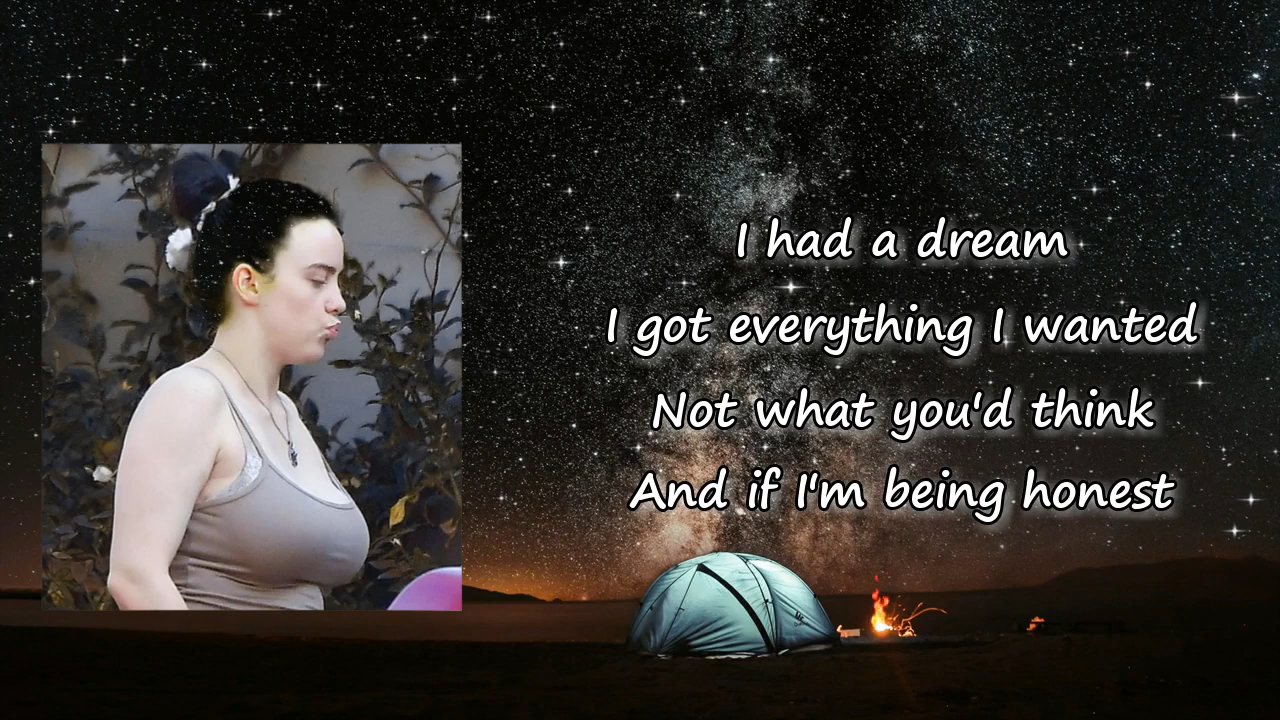 I had a dream
I got everything I wanted
Not what you'd think
And if I'm being honest